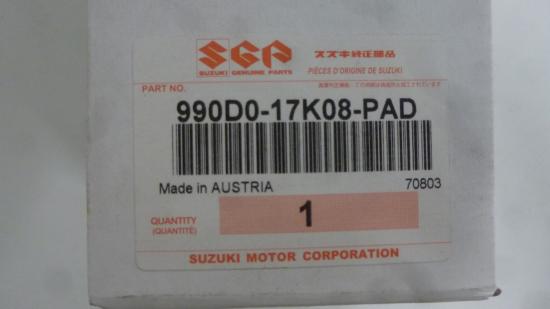 SGP スズキ純正部品
SUZUKI GENUINE PARTS PIÈCES D'ORIGINE DE SUZUKI
PART NO.
990D0-17K08-PAD
Made in AUSTRIA 70803
QUANTITY
(QUANTITÉ)
1
SUZUKI MOTOR CORPORATION